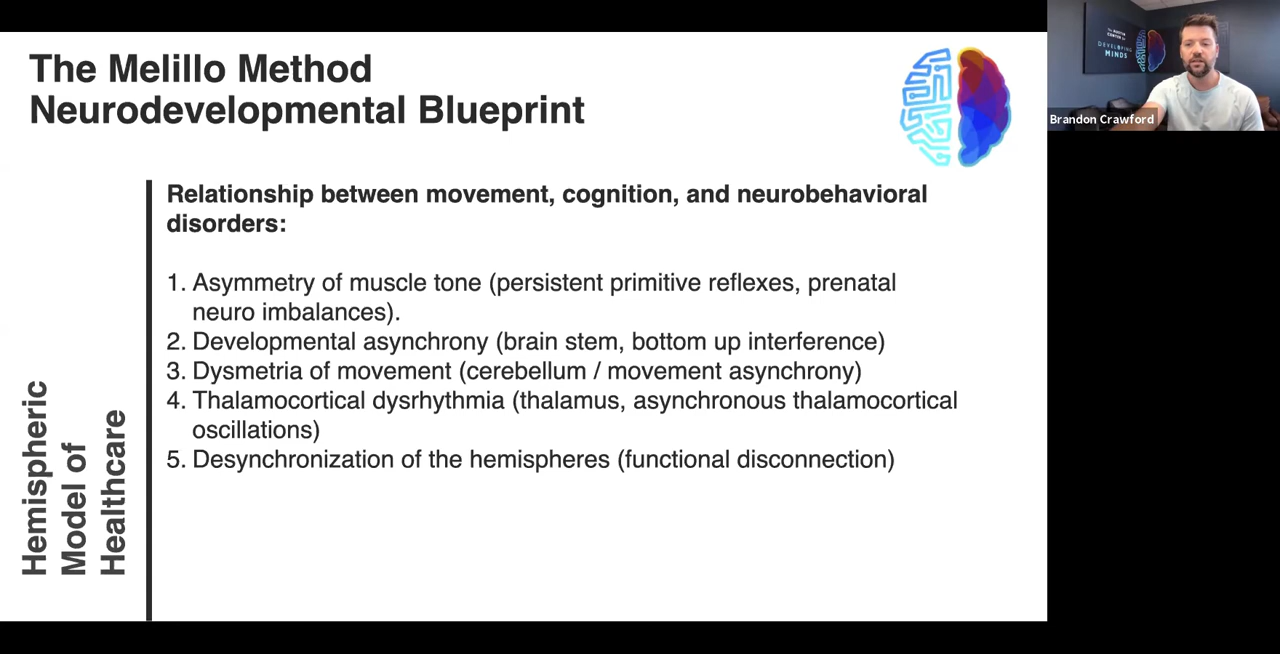 The Melillo Method
Neurodevelopmental Blueprint
Relationship between movement, cognition, and neurobehavioral
disorders:
1. Asymmetry of muscle tone (persistent primitive reflexes, prenatal
neuro imbalances).
2. Developmental asynchrony (brain stem, bottom up interference)
3. Dysmetria of movement (cerebellum / movement asynchrony)
4. Thalamocortical dysrhythmia (thalamus, asynchronous thalamocortical
oscillations)
5. Desynchronization of the hemispheres (functional disconnection)
Hemispheric
Model of
Healthcare
DEVELOPING
MINDS
Brandon Crawford